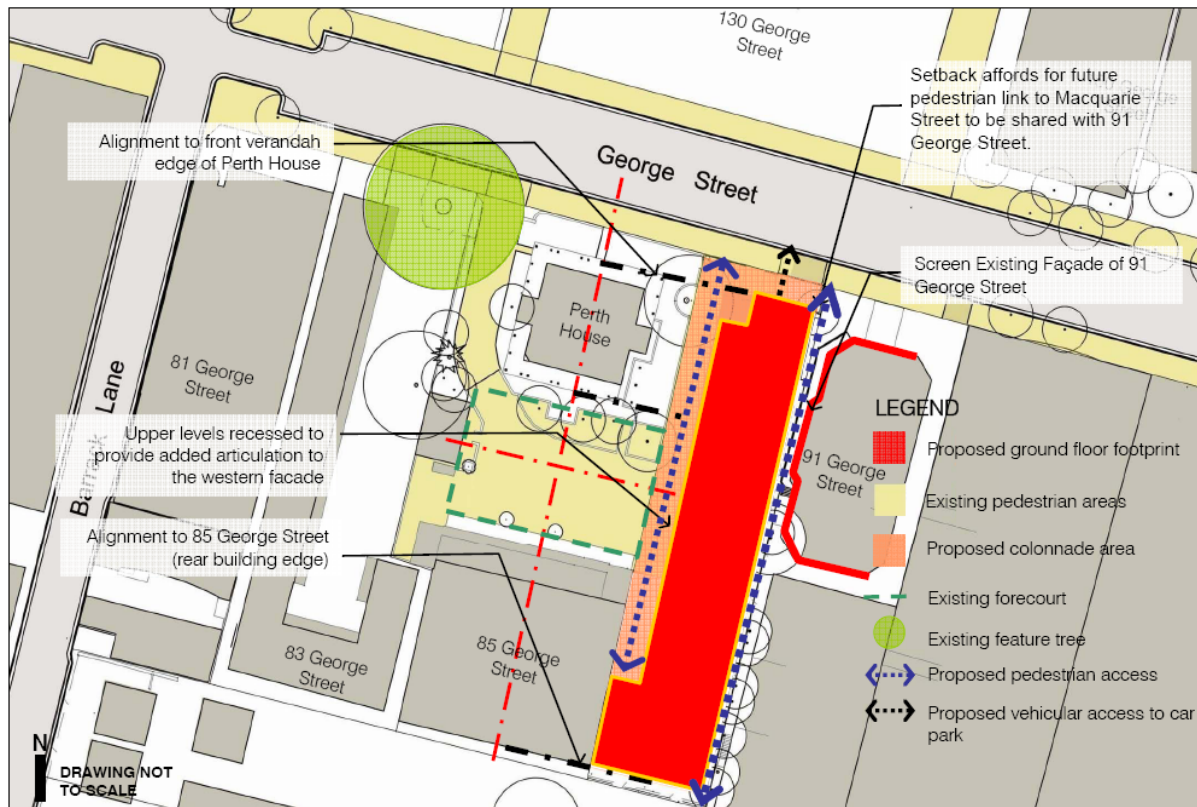 130 George
Street
Setback affords for future
pedestrian link to Macquarie
Street to be shared with 91
George Street.
Alignment to front verandah
edge of Perth House
George Street
Screen Existing Façade of 91
George Street
Perth
House
81 George
Street
Barrack Lane
Upper levels recessed to
provide added articulation to
the western facade
Alignment to 85 George Street
(rear building edge)
83 George
Street
85 George
Street
91 George
Street
LEGEND
Proposed ground floor footprint
Existing pedestrian areas
Proposed colonnade area
Existing forecourt
Existing feature tree
Proposed pedestrian access
Proposed vehicular access to car
park
N
DRAWING NOT
TO SCALE